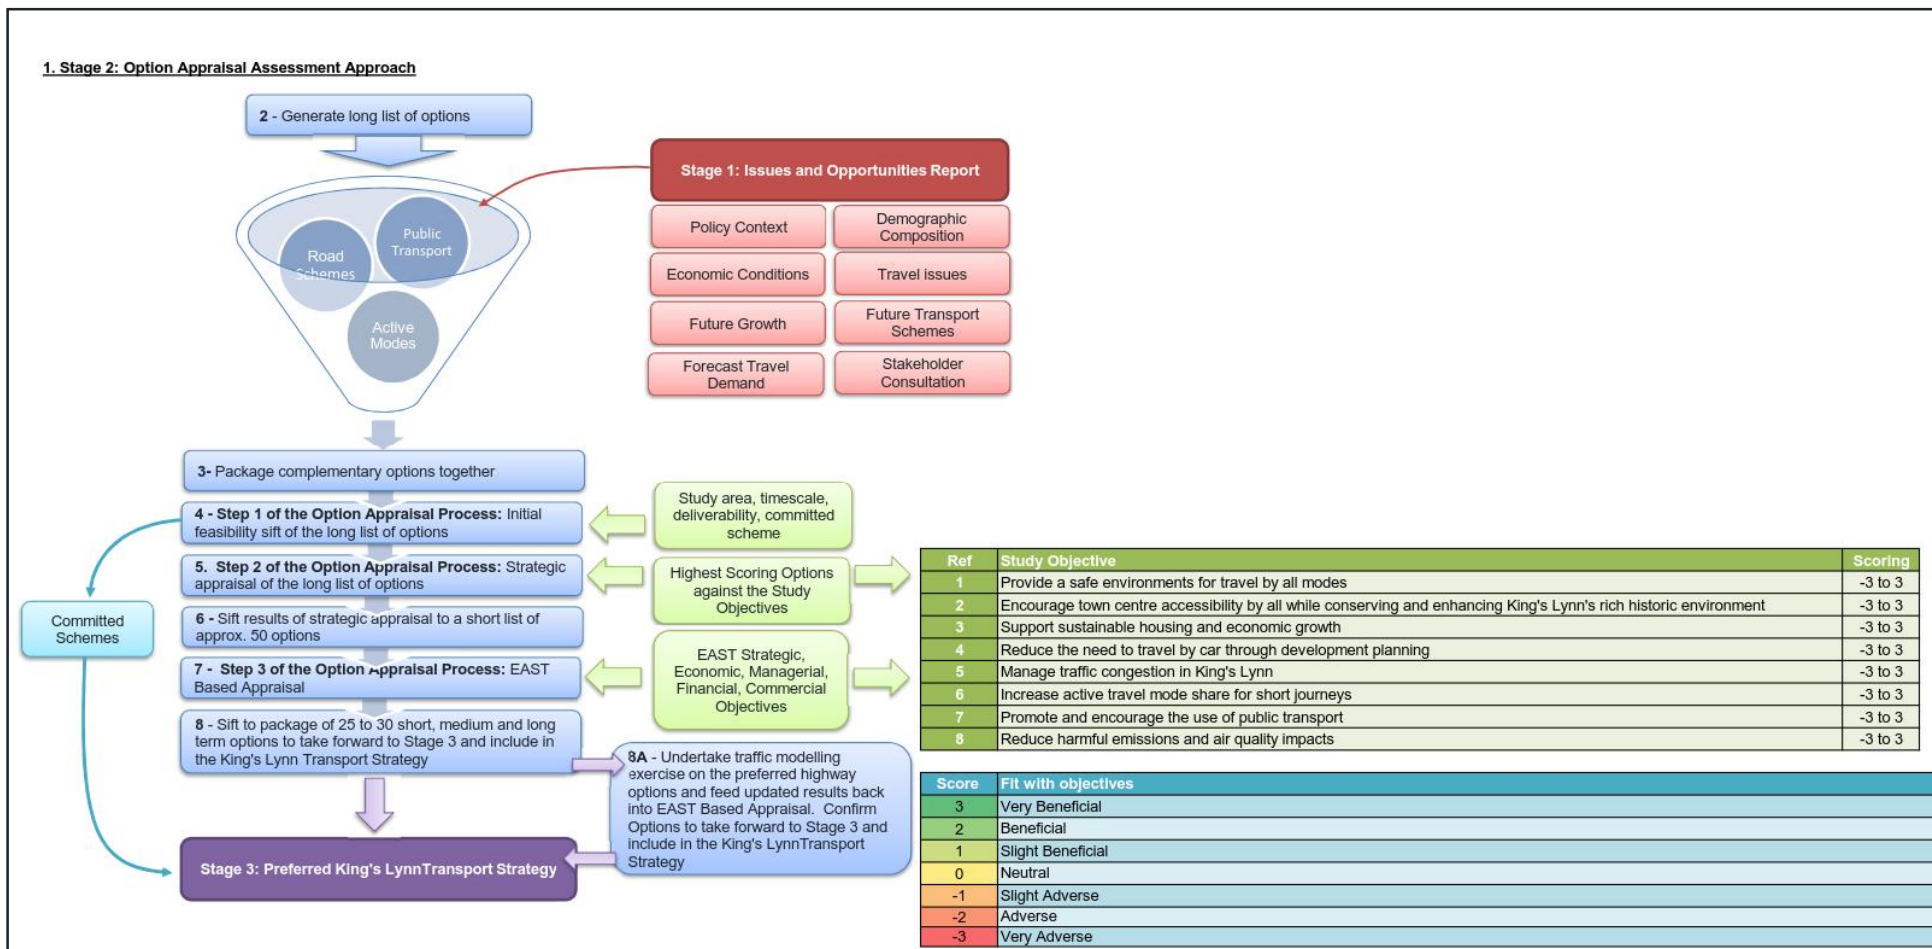 1. Stage 2: Option Appraisal Assessment Approach
2 - Generate long list of options
Road
Schemes
Public
Transport
Active
Modes
Stage 1: Issues and Opportunities Report
Policy Context
Demographic
Composition
Economic Conditions
Travel issues
Future Growth
Future Transport
Schemes
Forecast Travel
Demand
Stakeholder
Consultation
3- Package complementary options together
4 - Step 1 of the Option Appraisal Process: Initial
feasibility sift of the long list of options
Study area, timescale,
deliverability, committed
scheme
5. Step 2 of the Option Appraisal Process: Strategic
appraisal of the long list of options
Highest Scoring Options
against the Study
Objectives
Committed
Schemes
6 - Sift results of strategic appraisal to a short list of
approx. 50 options
7 - Step 3 of the Option Appraisal Process: EAST
Based Appraisal
EAST Strategic,
Economic, Managerial,
Financial, Commercial
Objectives
8 - Sift to package of 25 to 30 short, medium and long
term options to take forward to Stage 3 and include in
the King's Lynn Transport Strategy
8A - Undertake traffic modelling
exercise on the preferred highway
options and feed updated results back
into EAST Based Appraisal. Confirm
Options to take forward to Stage 3 and
include in the King's LynnTransport
Strategy
Stage 3: Preferred King's LynnTransport Strategy
Ref Study Objective Scoring
1 Provide a safe environments for travel by all modes -3 to 3
2 Encourage town centre accessibility by all while conserving and enhancing King's Lynn's rich historic environment -3 to 3
3 Support sustainable housing and economic growth -3 to 3
4 Reduce the need to travel by car through development planning -3 to 3
5 Manage traffic congestion in King's Lynn -3 to 3
6 Increase active travel mode share for short journeys -3 to 3
7 Promote and encourage the use of public transport -3 to 3
8 Reduce harmful emissions and air quality impacts -3 to 3
Score Fit with objectives
3 Very Beneficial
2 Beneficial
1 Slight Beneficial
0 Neutral
-1 Slight Adverse
-2 Adverse
-3 Very Adverse